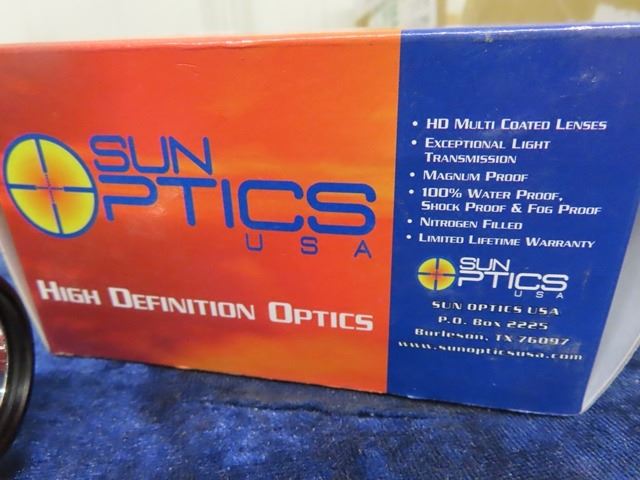 SUN
OPTICS
USA
HIGH DEFINITION OPTICS
• HD MULTI COATED LENSES
• EXCEPTIONAL LIGHT
TRANSMISSION
• MAGNUM PROOF
• 100% WATER PROOF,
SHOCK PROOF & FOG PROOF
• NITROGEN FILLED
• LIMITED LIFETIME WARRANTY
SUN
OPTICS
USA
SUN OPTICS USA
P.O. Box 2225
Burleson, TX 76097
www.sunopticsusa.com